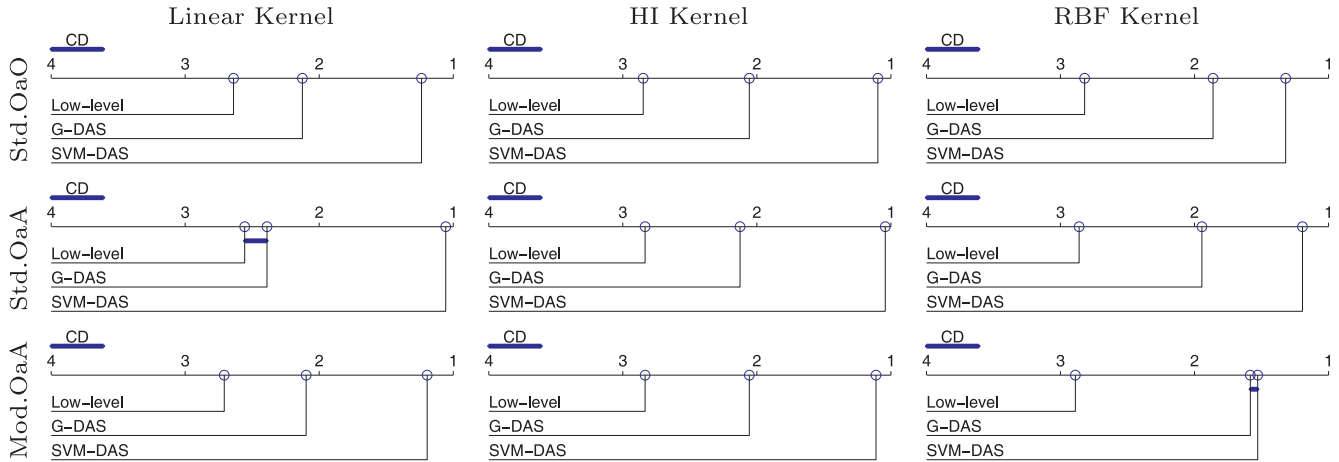 Linear Kernel HI Kernel RBF Kernel
Std.OaO
CD CD CD
4 3 2 1 4 3 2 1 4 3 2 1
Low-level Low-level Low-level
G-DAS G-DAS G-DAS
SVM-DAS SVM-DAS SVM-DAS
Std.OaA
CD CD CD
4 3 2 1 4 3 2 1 4 3 2 1
Low-level Low-level Low-level
G-DAS G-DAS G-DAS
SVM-DAS SVM-DAS SVM-DAS
Mod.OaA
CD CD CD
4 3 2 1 4 3 2 1 4 3 2 1
Low-level Low-level Low-level
G-DAS G-DAS G-DAS
SVM-DAS SVM-DAS SVM-DAS